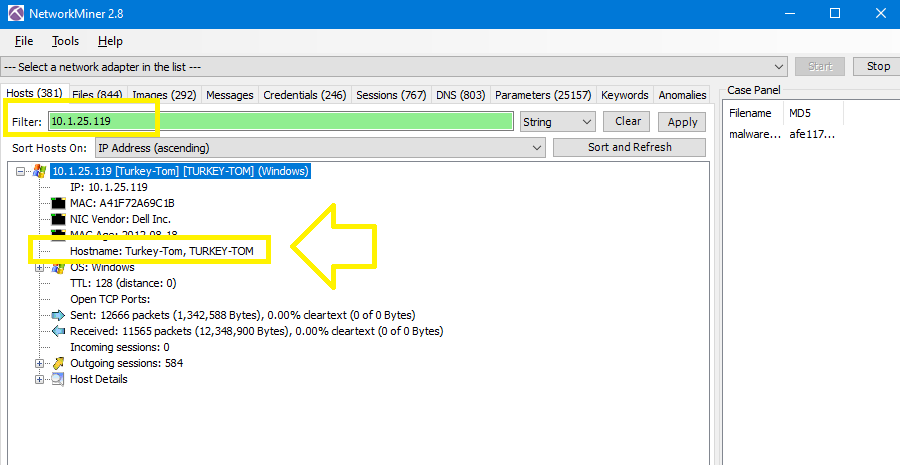 NetworkMiner 2.8
File Tools Help
--- Select a network adapter in the list --- Start Stop
Hosts (381) Files (844) Images (292) Messages Credentials (246) Sessions (767) DNS (803) Parameters (25157) Keywords Anomalies
Case Panel
Filter: 10.1.25.119 String Clear Apply
Filename MD5
malware... afe117...
Sort Hosts On: IP Address (ascending) Sort and Refresh
10.1.25.119 [Turkey-Tom] [TURKEY-TOM] (Windows)
IP: 10.1.25.119
MAC: A41F72A69C1B
NIC Vendor: Dell Inc.
MAC Age: 2012-08-18
Hostname: Turkey-Tom, TURKEY-TOM
OS: Windows
TTL: 128 (distance: 0)
Open TCP Ports:
Sent: 12666 packets (1,342,588 Bytes), 0.00% cleartext (0 of 0 Bytes)
Received: 11565 packets (12,348,900 Bytes), 0.00% cleartext (0 of 0 Bytes)
Incoming sessions: 0
Outgoing sessions: 584
Host Details